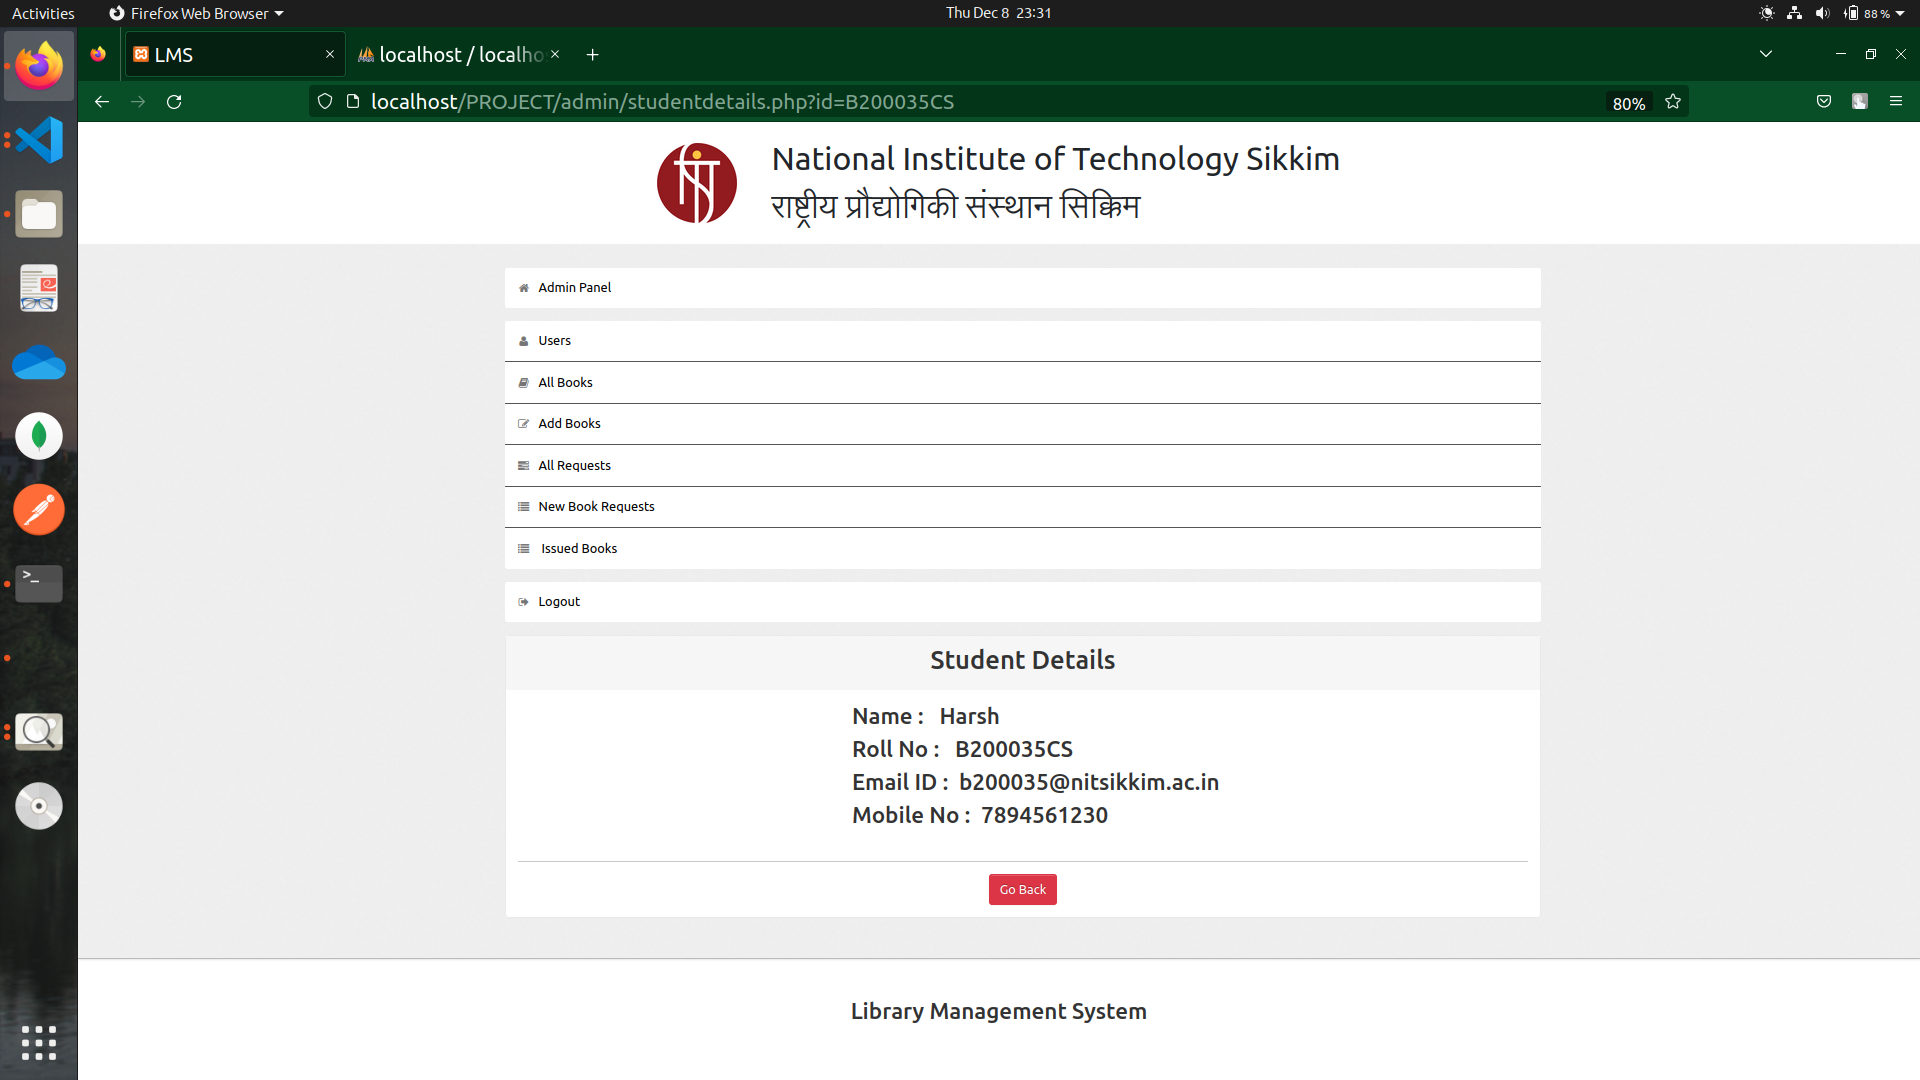 Activities
Firefox Web Browser
Thu Dec 8 23:31
88 %
LMS
localhost / localho
localhost/PROJECT/admin/studentdetails.php?id=B200035CS
80%
National Institute of Technology Sikkim
राष्ट्रीय प्रौद्योगिकी संस्थान सिक्किम
Admin Panel
Users
All Books
Add Books
All Requests
New Book Requests
Issued Books
Logout
Student Details
Name : Harsh
Roll No : B200035CS
Email ID : b200035@nitsikkim.ac.in
Mobile No : 7894561230
Go Back
Library Management System